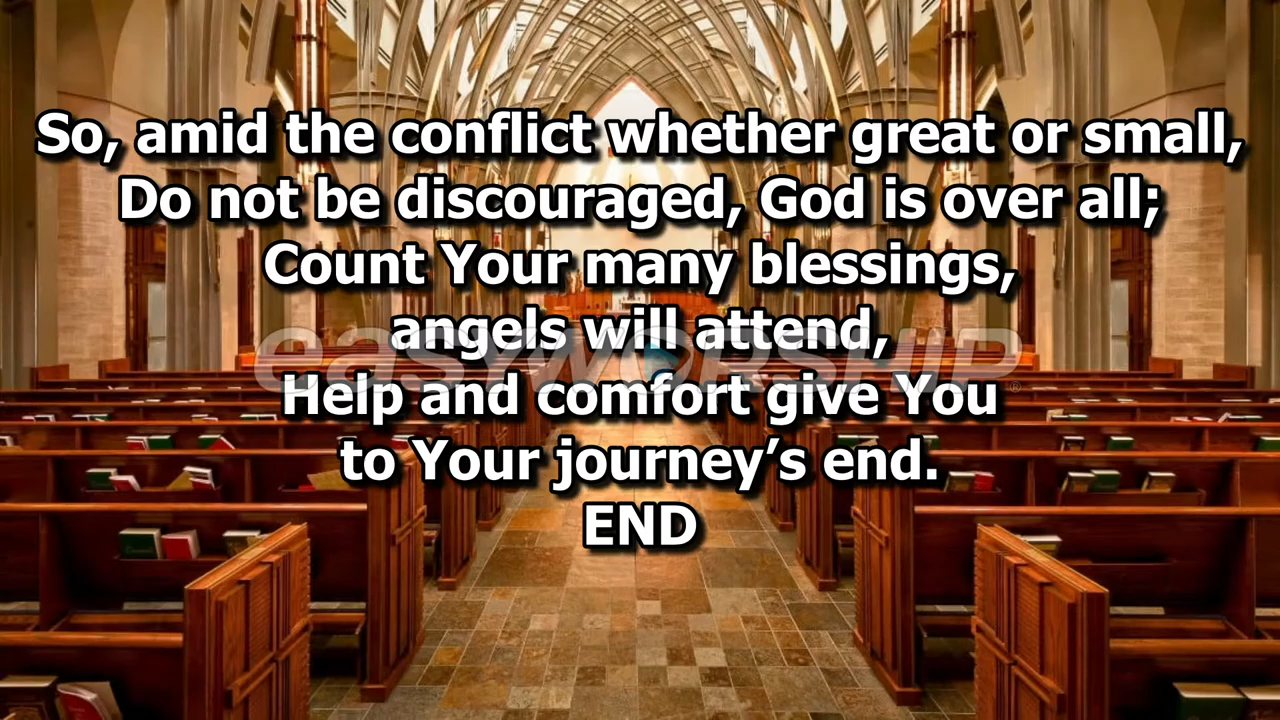 So, amid the conflict whether great or small,
Do not be discouraged, God is over all;
Count Your many blessings,
angels will attend,
easyworship®
Help and comfort give You
to Your journey’s end.
END